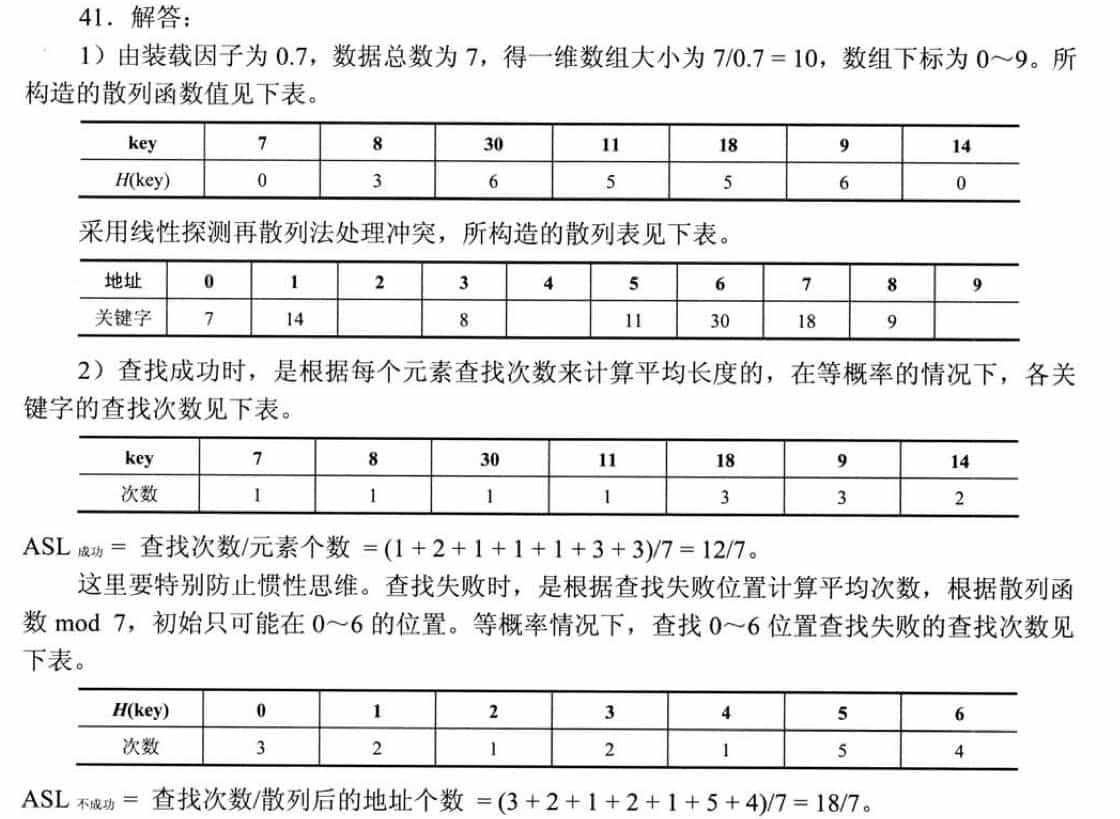 41．解答：
1）由装载因子为 0.7，数据总数为 7，得一维数组大小为 7/0.7 = 10，数组下标为 0～9。所
构造的散列函数值见下表。
key 7 8 30 11 18 9 14
H(key) 0 3 6 5 5 6 0
采用线性探测再散列法处理冲突，所构造的散列表见下表。
地址 0 1 2 3 4 5 6 7 8 9
关键字 7 14 8 11 30 18 9
2）查找成功时，是根据每个元素查找次数来计算平均长度的，在等概率的情况下，各关
键字的查找次数见下表。
key 7 8 30 11 18 9 14
次数 1 1 1 1 3 3 2
ASL 成功 = 查找次数/元素个数 = (1 + 2 + 1 + 1 + 1 + 3 + 3)/7 = 12/7。
这里要特别防止惯性思维。查找失败时，是根据查找失败位置计算平均次数，根据散列函
数 mod 7，初始只可能在 0～6 的位置。等概率情况下，查找 0～6 位置查找失败的查找次数见
下表。
H(key) 0 1 2 3 4 5 6
次数 3 2 1 2 1 5 4
ASL 不成功 = 查找次数/散列后的地址个数 = (3 + 2 + 1 + 2 + 1 + 5 + 4)/7 = 18/7。